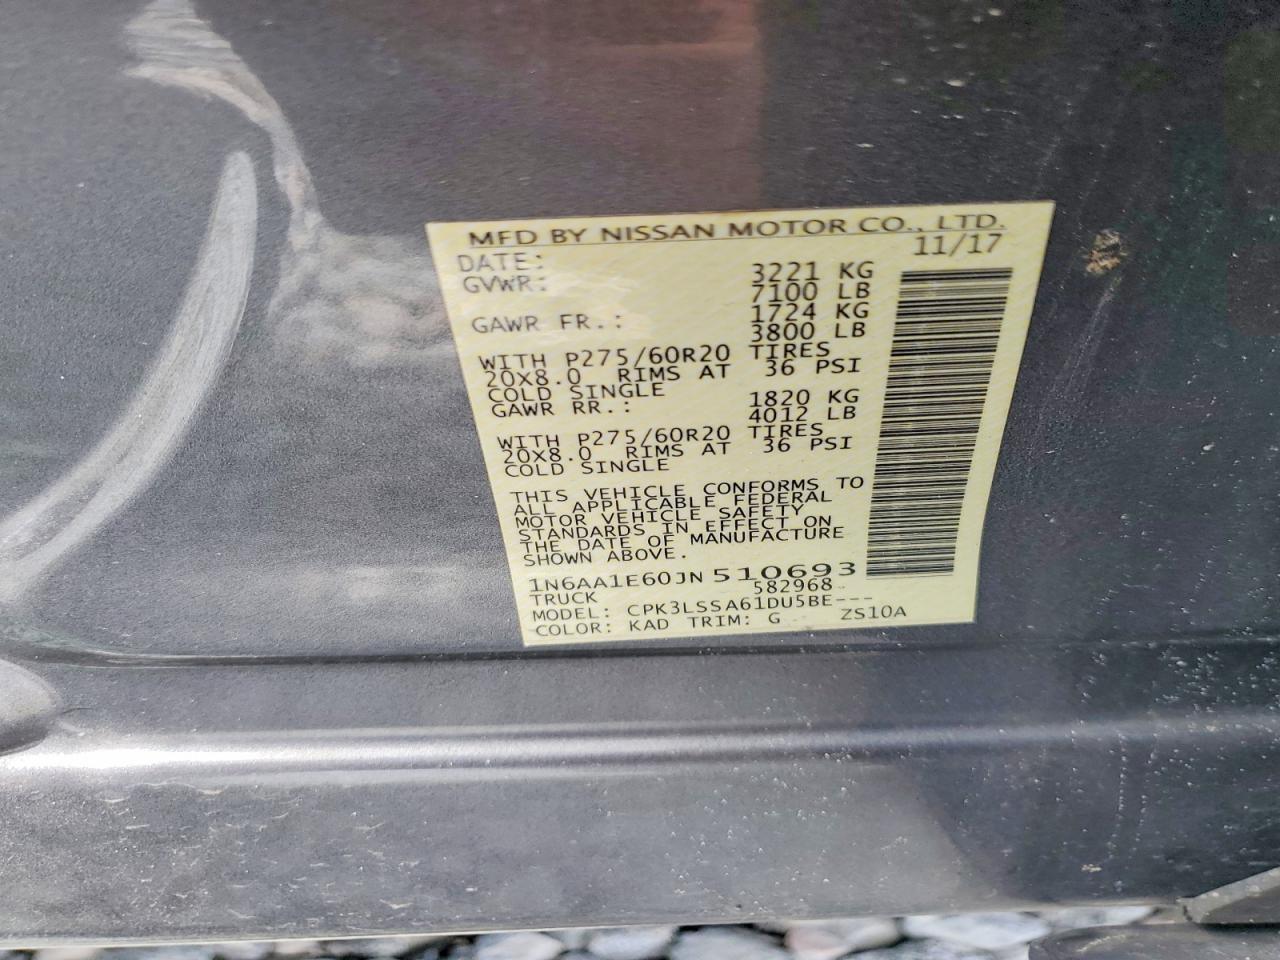 MFD BY NISSAN MOTOR CO., LTD.
DATE: 11/17
GVWR: 3221 KG
7100 LB
GAWR FR.: 1724 KG
3800 LB
WITH P275/60R20 TIRES
20X8.0 RIMS AT 36 PSI
COLD SINGLE
GAWR RR.: 1820 KG
4012 LB
WITH P275/60R20 TIRES
20X8.0 RIMS AT 36 PSI
COLD SINGLE
THIS VEHICLE CONFORMS TO
ALL APPLICABLE FEDERAL
MOTOR VEHICLE SAFETY
STANDARDS IN EFFECT ON
THE DATE OF MANUFACTURE
SHOWN ABOVE.
1N6AA1E60JN510693
TRUCK 582968
MODEL: CPK3LSSA61DU5BE---
COLOR: KAD TRIM: G ZS10A